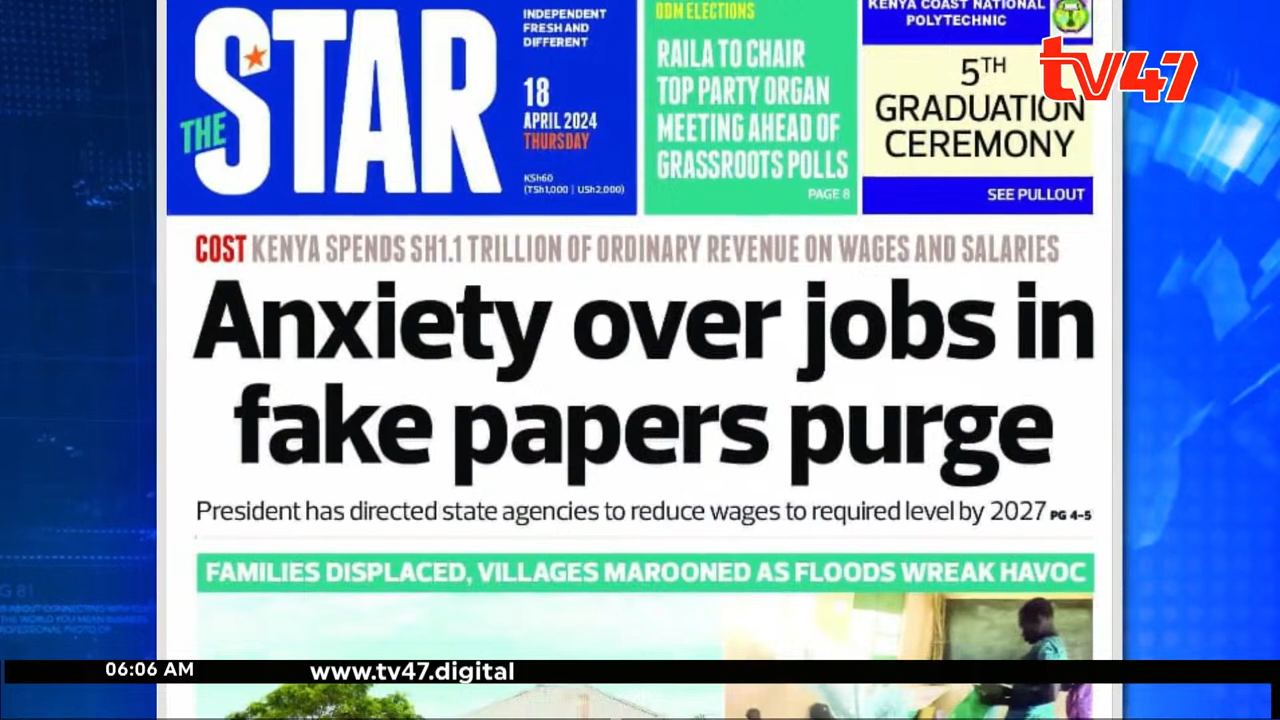 THE STAR
INDEPENDENT
FRESH AND
DIFFERENT
18
APRIL 2024
THURSDAY
KSh60
(TSh1,000 | USh2,000)
ODM ELECTIONS
RAILA TO CHAIR
TOP PARTY ORGAN
MEETING AHEAD OF
GRASSROOTS POLLS
PAGE 8
KENYA COAST NATIONAL
POLYTECHNIC
5TH
GRADUATION
CEREMONY
SEE PULLOUT
tv47
COST KENYA SPENDS SH1.1 TRILLION OF ORDINARY REVENUE ON WAGES AND SALARIES
Anxiety over jobs in
fake papers purge
President has directed state agencies to reduce wages to required level by 2027 PG 4-5
FAMILIES DISPLACED, VILLAGES MAROONED AS FLOODS WREAK HAVOC
06:06 AM
www.tv47.digital